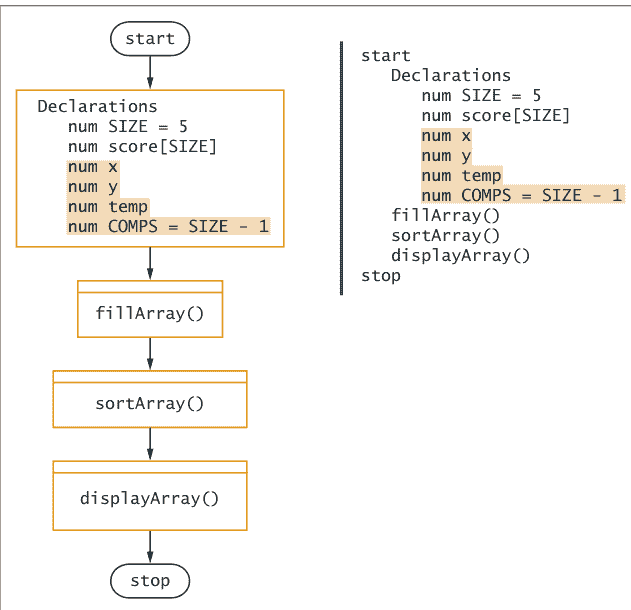 start
Declarations
num SIZE = 5
num score[SIZE]
num x
num y
num temp
num COMPS = SIZE - 1
fillArray()
sortArray()
displayArray()
stop
start
Declarations
num SIZE = 5
num score[SIZE]
num x
num y
num temp
num COMPS = SIZE - 1
fillArray()
sortArray()
displayArray()
stop